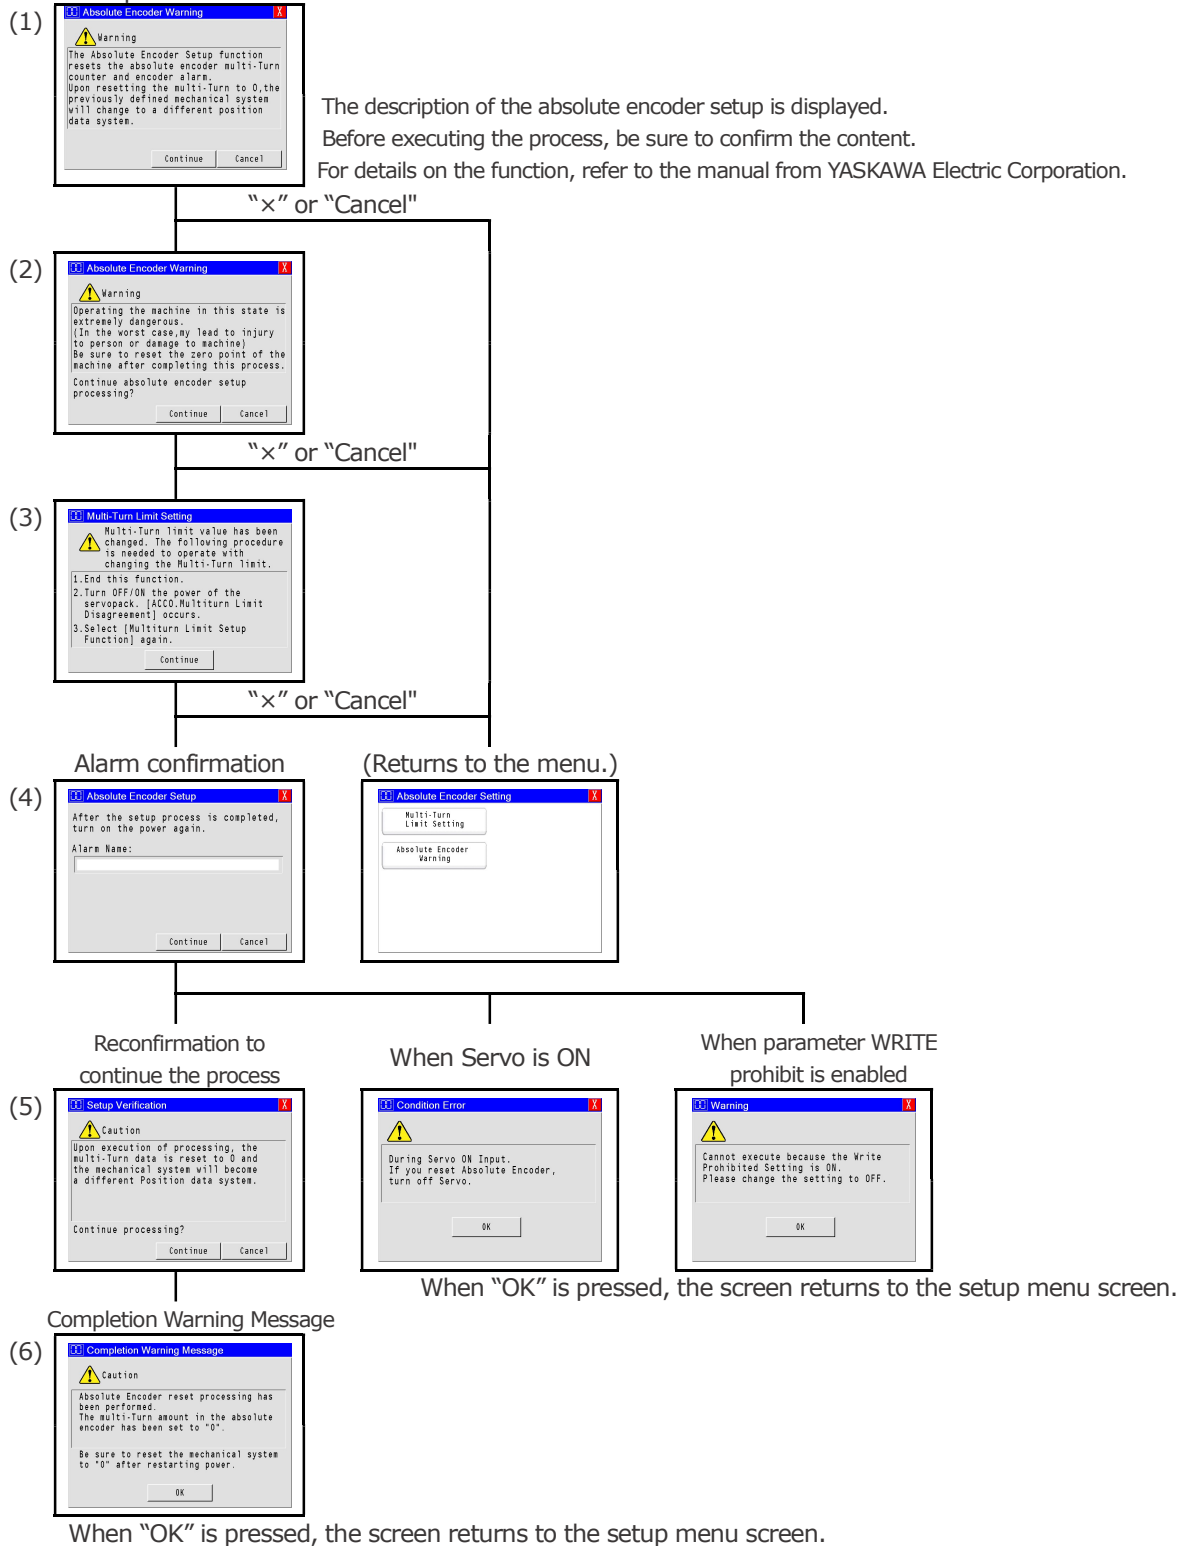 (1)
Absolute Encoder Warning
X
Warning
The Absolute Encoder Setup function
resets the absolute encoder multi-Turn
counter and encoder alarm.
Upon resetting the multi-Turn to 0,the
previously defined mechanical system
will change to a different position
data system.
Continue Cancel
The description of the absolute encoder setup is displayed.
Before executing the process, be sure to confirm the content.
For details on the function, refer to the manual from YASKAWA Electric Corporation.
“×” or “Cancel"
(2)
Absolute Encoder Warning
X
Warning
Operating the machine in this state is
extremely dangerous.
(In the worst case,my lead to injury
to person or damage to machine)
Be sure to reset the zero point of the
machine after completing this process.
Continue absolute encoder setup
processing?
Continue Cancel
“×” or “Cancel"
(3)
Multi-Turn Limit Setting
Multi-Turn limit value has been
changed. The following procedure
is needed to operate with
changing the Multi-Turn limit.
1.End this function.
2.Turn OFF/ON the power of the
servopack. [ACC0.Multiturn Limit
Disagreement] occurs.
3.Select [Multiturn Limit Setup
Function] again.
Continue
“×” or “Cancel"
Alarm confirmation
(Returns to the menu.)
(4)
Absolute Encoder Setup
X
After the setup process is completed,
turn on the power again.
Alarm Name:
Continue Cancel
Absolute Encoder Setting
X
Multi-Turn
Limit Setting
Absolute Encoder
Warning
Reconfirmation to
continue the process
When Servo is ON
When parameter WRITE
prohibit is enabled
(5)
Setup Verification
X
Caution
Upon execution of processing, the
multi-Turn data is reset to 0 and
the mechanical system will become
a different Position data system.
Continue processing?
Continue Cancel
Condition Error
X
During Servo ON Input.
If you reset Absolute Encoder,
turn off Servo.
OK
Warning
X
Cannot execute because the Write
Prohibited Setting is ON.
Please change the setting to OFF.
OK
When “OK” is pressed, the screen returns to the setup menu screen.
Completion Warning Message
(6)
Completion Warning Message
Caution
Absolute Encoder reset processing has
been performed.
The multi-Turn amount in the absolute
encoder has been set to "0".
Be sure to reset the mechanical system
to "0" after restarting power.
OK
When “OK” is pressed, the screen returns to the setup menu screen.